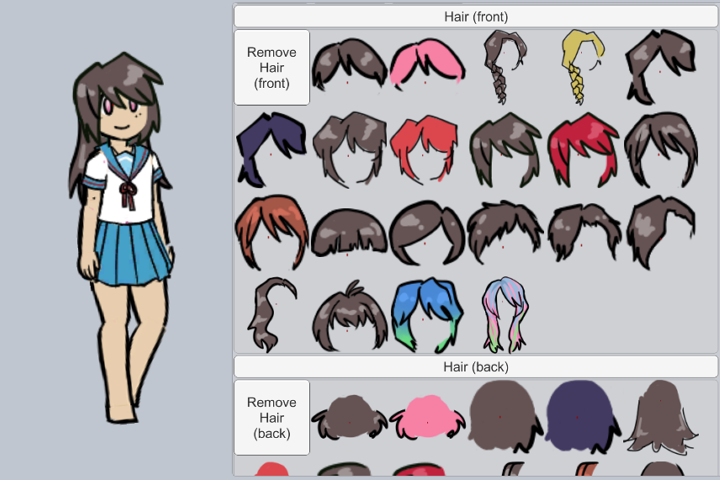 Hair (front)
Remove
Hair
(front)
Hair (back)
Remove
Hair
(back)